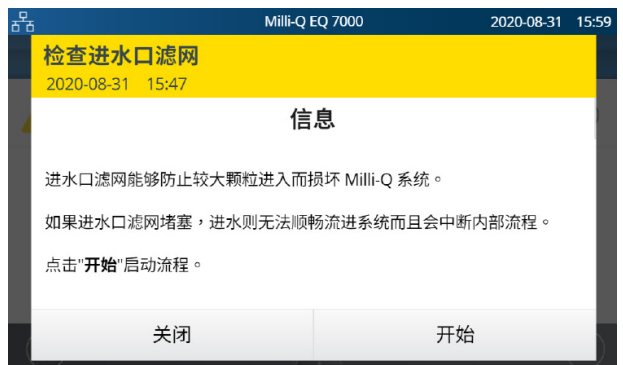 Milli-Q EQ 7000 2020-08-31 15:59
检查进水口滤网
2020-08-31 15:47
信息
进水口滤网能够防止较大颗粒进入而损坏 Milli-Q 系统。
如果进水口滤网堵塞，进水则无法顺畅流进系统而且会中断内部流程。
点击"开始"启动流程。
关闭 开始